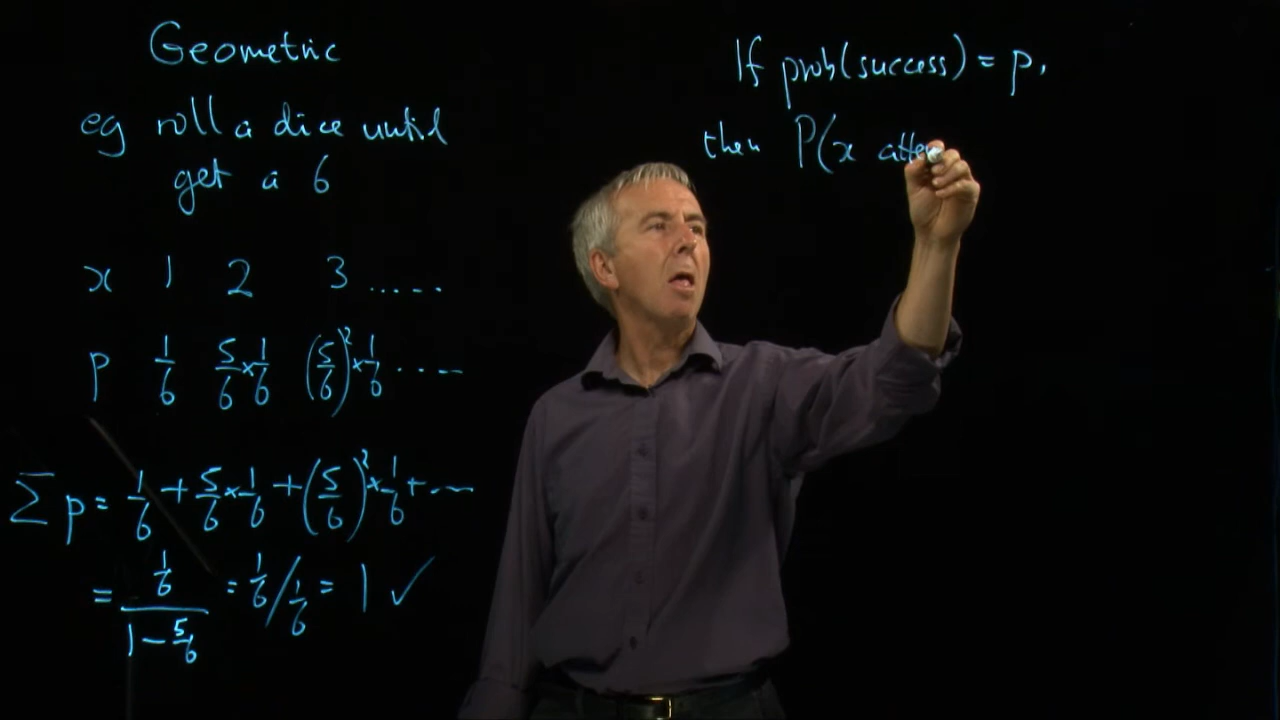 Geometric
eg roll a dice until
get a 6
x 1 2 3 .....
p 1/6 5/6 × 1/6 (5/6)² × 1/6 ....
∑ p = 1/6 + 5/6 × 1/6 + (5/6)² × 1/6 + ....
= 1/6 / (1 - 5/6) = 1/6 / 1/6 = 1 ✓
If prob(success) = p,
then P(x atte